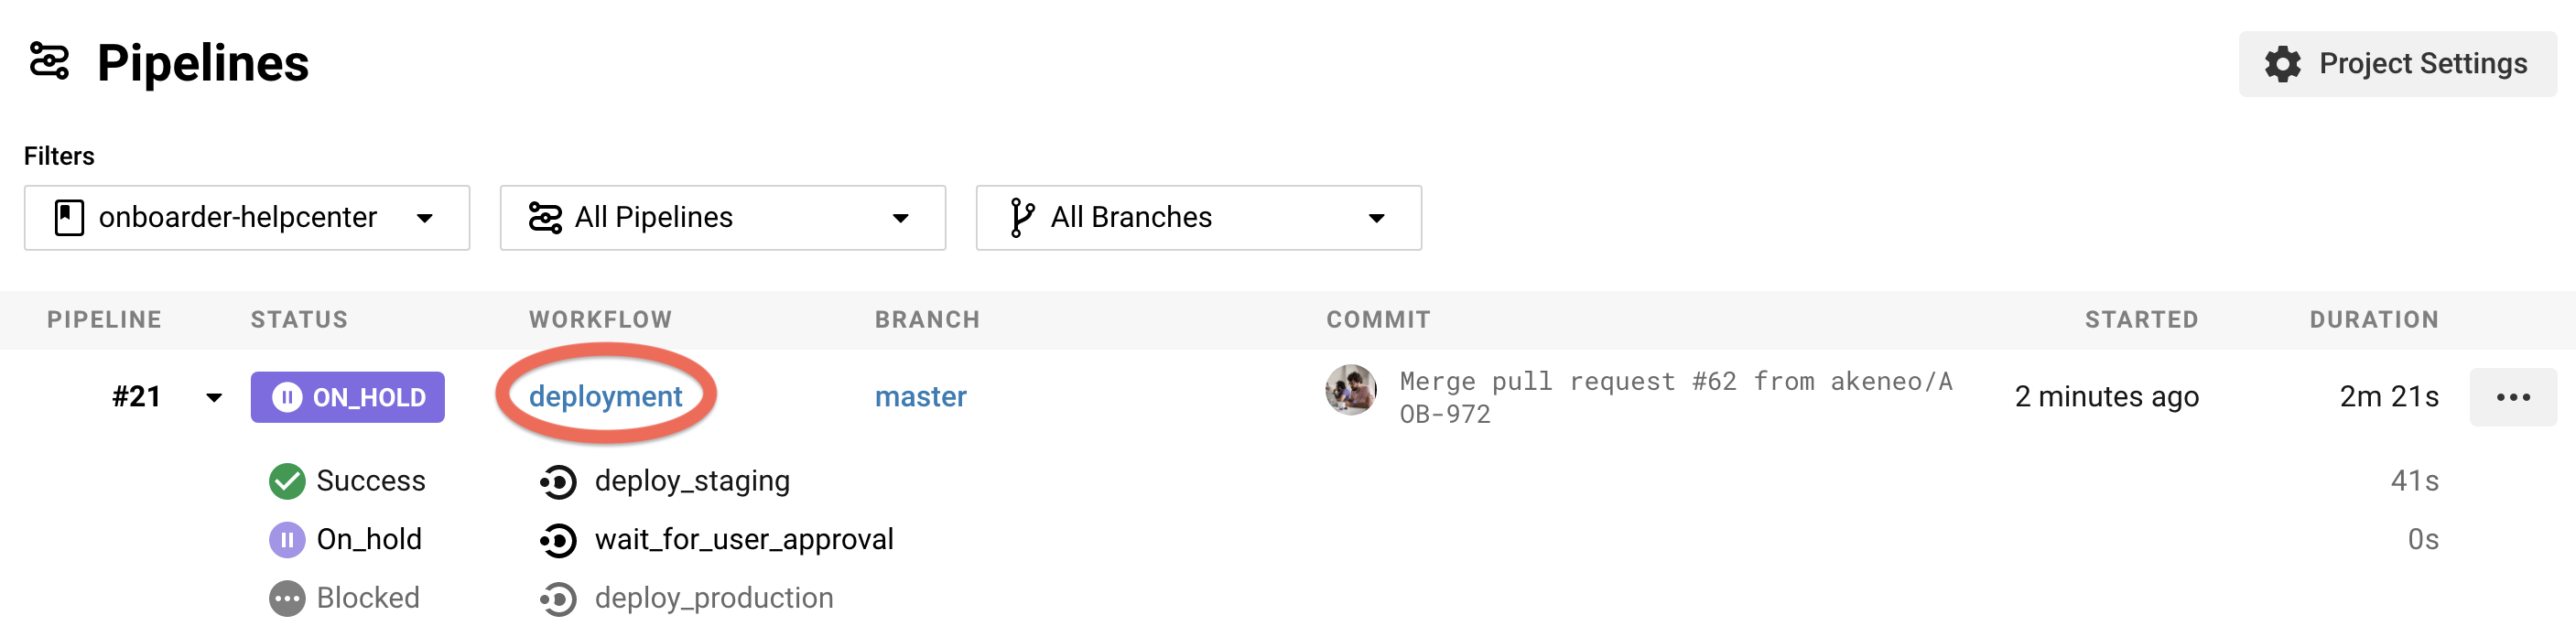 Pipelines
Project Settings
Filters
onboarder-helpcenter
All Pipelines
All Branches
PIPELINE STATUS WORKFLOW BRANCH COMMIT STARTED DURATION
#21 ON_HOLD deployment master Merge pull request #62 from akeneo/A 2 minutes ago 2m 21s
OB-972
Success deploy_staging 41s
On_hold wait_for_user_approval 0s
Blocked deploy_production